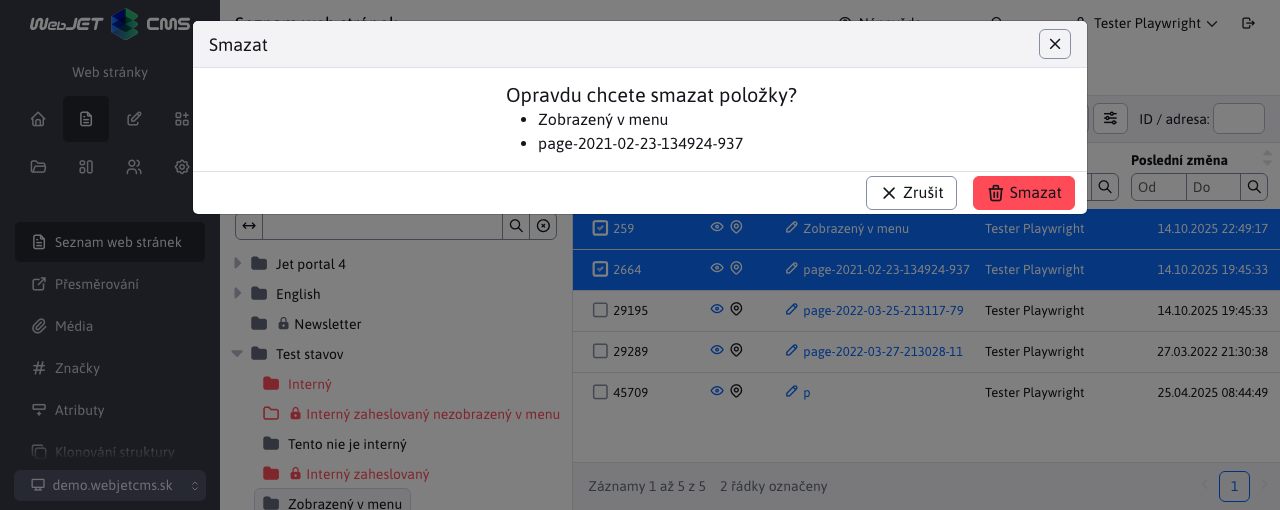 WebJET CMS
Tester Playwright
Smazat
Web stránky
Opravdu chcete smazat položky?
Zobrazený v menu
page-2021-02-23-134924-937
ID / adresa:
Poslední změna
Od
Do
Zrušit
Smazat
259
Zobrazený v menu
Tester Playwright
14.10.2025 22:49:17
Seznam web stránek
Jet portal 4
2664
page-2021-02-23-134924-937
Tester Playwright
14.10.2025 19:45:33
Přesměrování
English
29195
page-2022-03-25-213117-79
Tester Playwright
14.10.2025 19:45:33
Média
Newsletter
29289
page-2022-03-27-213028-11
Tester Playwright
27.03.2022 21:30:38
Značky
Test stavov
Interný
45709
p
Tester Playwright
25.04.2025 08:44:49
Atributy
Interný zaheslovaný nezobrazený v menu
Klonování struktury
Tento nie je interný
Interný zaheslovaný
demo.webjetcms.sk
Zobrazený v menu
Záznamy 1 až 5 z 5
2 řádky označeny
1